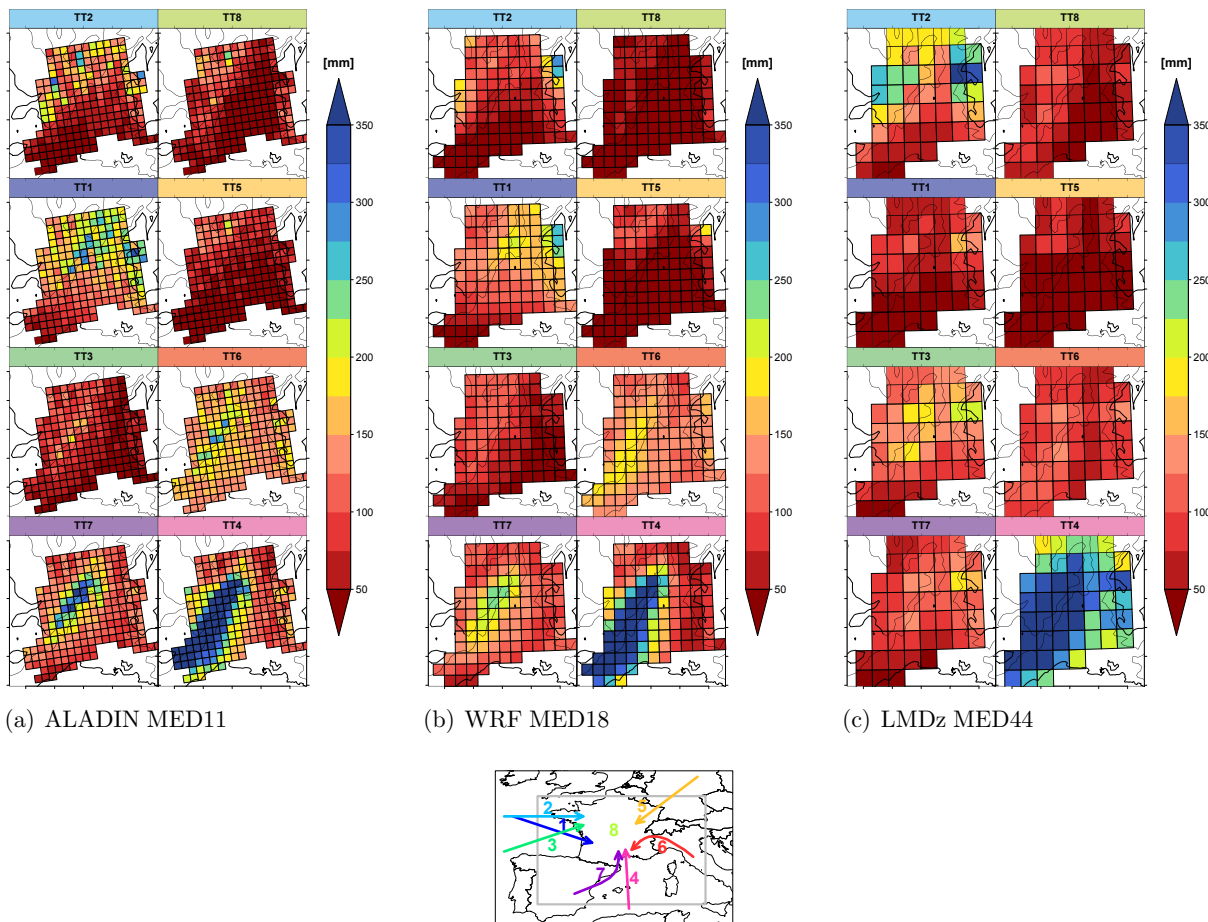 TT2 TT8
[mm]
350
300
250
200
150
100
50
TT1 TT5
TT3 TT6
TT7 TT4
(a) ALADIN MED11
TT2 TT8
[mm]
350
300
250
200
150
100
50
TT1 TT5
TT3 TT6
TT7 TT4
(b) WRF MED18
TT2 TT8
[mm]
350
300
250
200
150
100
50
TT1 TT5
TT3 TT6
TT7 TT4
(c) LMDz MED44
2
5
1
8
3
6
7
4